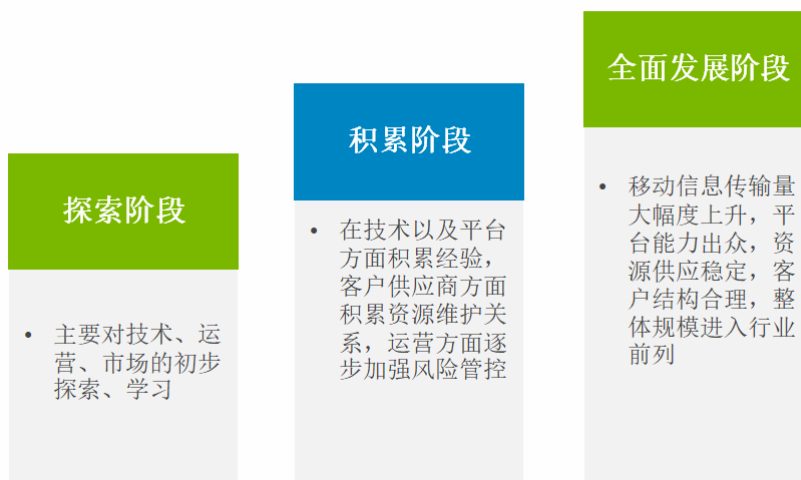 探索阶段
• 主要对技术、运
营、市场的初步
探索、学习
积累阶段
• 在技术以及平台
方面积累经验，
客户供应商方面
积累资源维护关
系，运营方面逐
步加强风险管控
全面发展阶段
• 移动信息传输量
大幅度上升，平
台能力出众，资
源供应稳定，客
户结构合理，整
体规模进入行业
前列